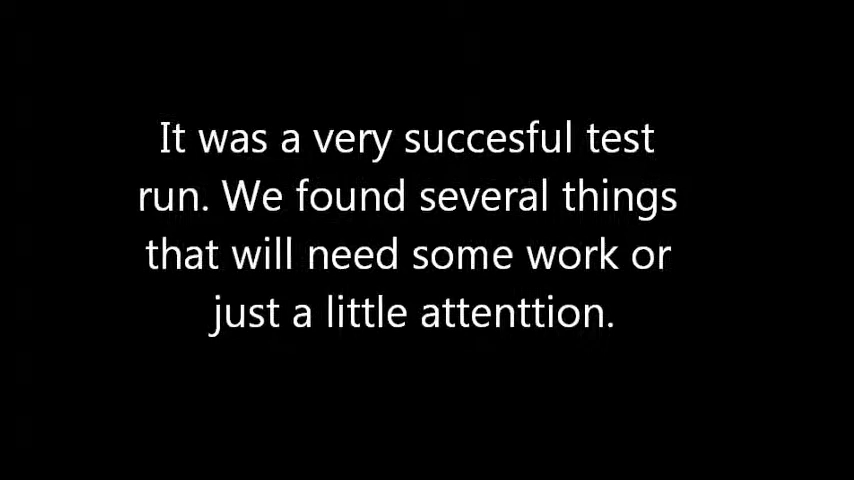 It was a very succesful test
run. We found several things
that will need some work or
just a little attenttion.